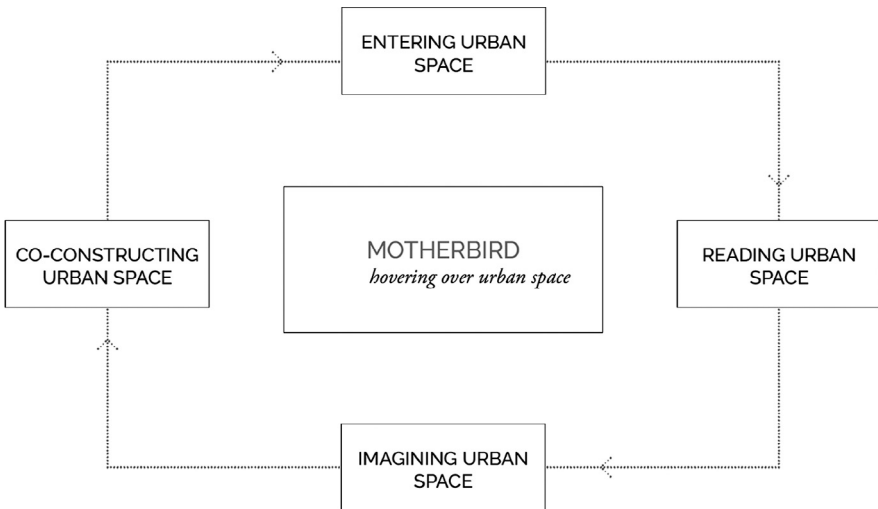 ENTERING URBAN
SPACE
CO-CONSTRUCTING
URBAN SPACE
MOTHERBIRD
hovering over urban space
READING URBAN
SPACE
IMAGINING URBAN
SPACE